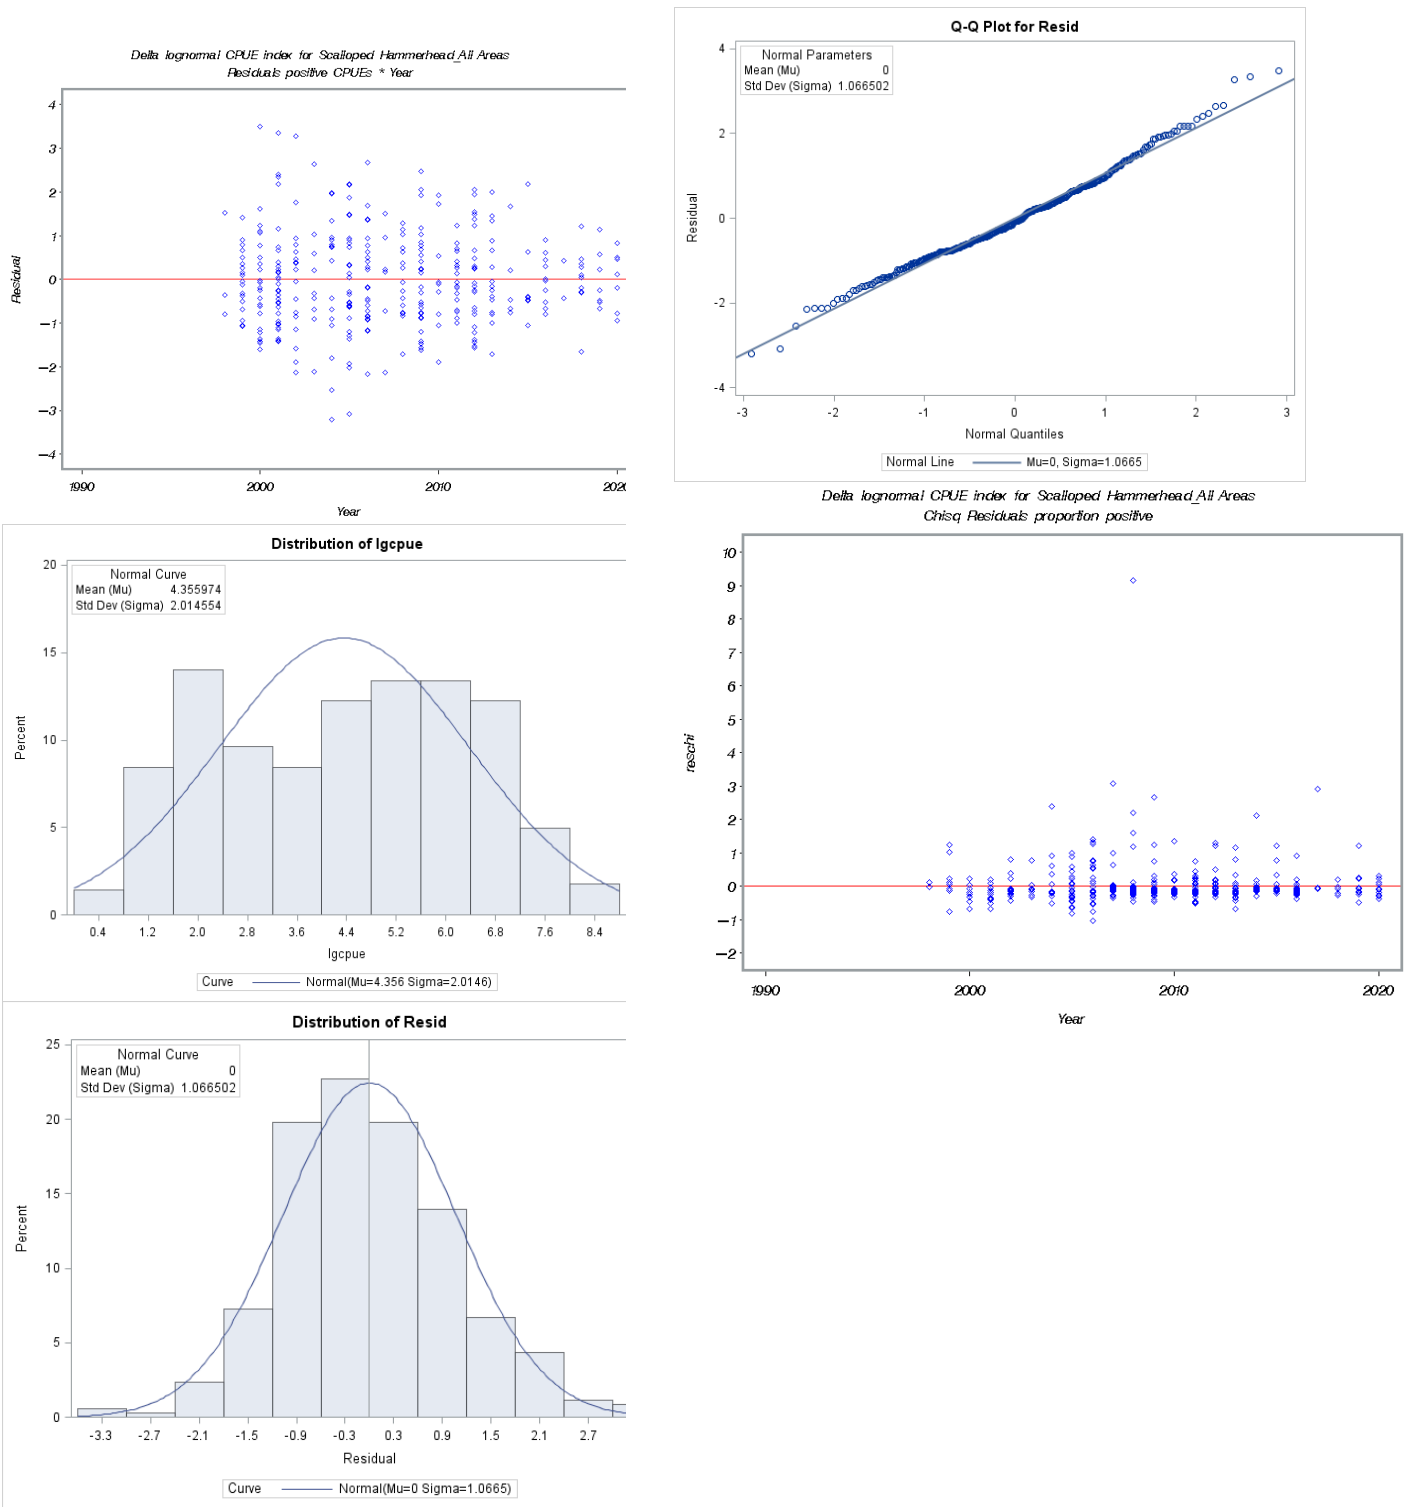 Delta lognormal CPUE index for Scalloped Hammerhead_All Areas
Residuals positive CPUEs * Year
4
3
2
1
0
−1
−2
−3
−4
Residual
1990 2000 2010 2020
Year
Q-Q Plot for Resid
Normal Parameters
Mean (Mu) 0
Std Dev (Sigma) 1.066502
4
2
0
-2
-4
Residual
-3 -2 -1 0 1 2 3
Normal Quantiles
Normal Line Mu=0, Sigma=1.0665
Distribution of lgcpue
Normal Curve
Mean (Mu) 4.355974
Std Dev (Sigma) 2.014554
20
15
10
5
0
Percent
0.4 1.2 2.0 2.8 3.6 4.4 5.2 6.0 6.8 7.6 8.4
lgcpue
Curve Normal(Mu=4.356 Sigma=2.0146)
Delta lognormal CPUE index for Scalloped Hammerhead_All Areas
Chisq Residuals proportion positive
10
9
8
7
6
5
4
3
2
1
0
−1
−2
reschi
1990 2000 2010 2020
Year
Distribution of Resid
Normal Curve
Mean (Mu) 0
Std Dev (Sigma) 1.066502
25
20
15
10
5
0
Percent
-3.3 -2.7 -2.1 -1.5 -0.9 -0.3 0.3 0.9 1.5 2.1 2.7
Residual
Curve Normal(Mu=0 Sigma=1.0665)